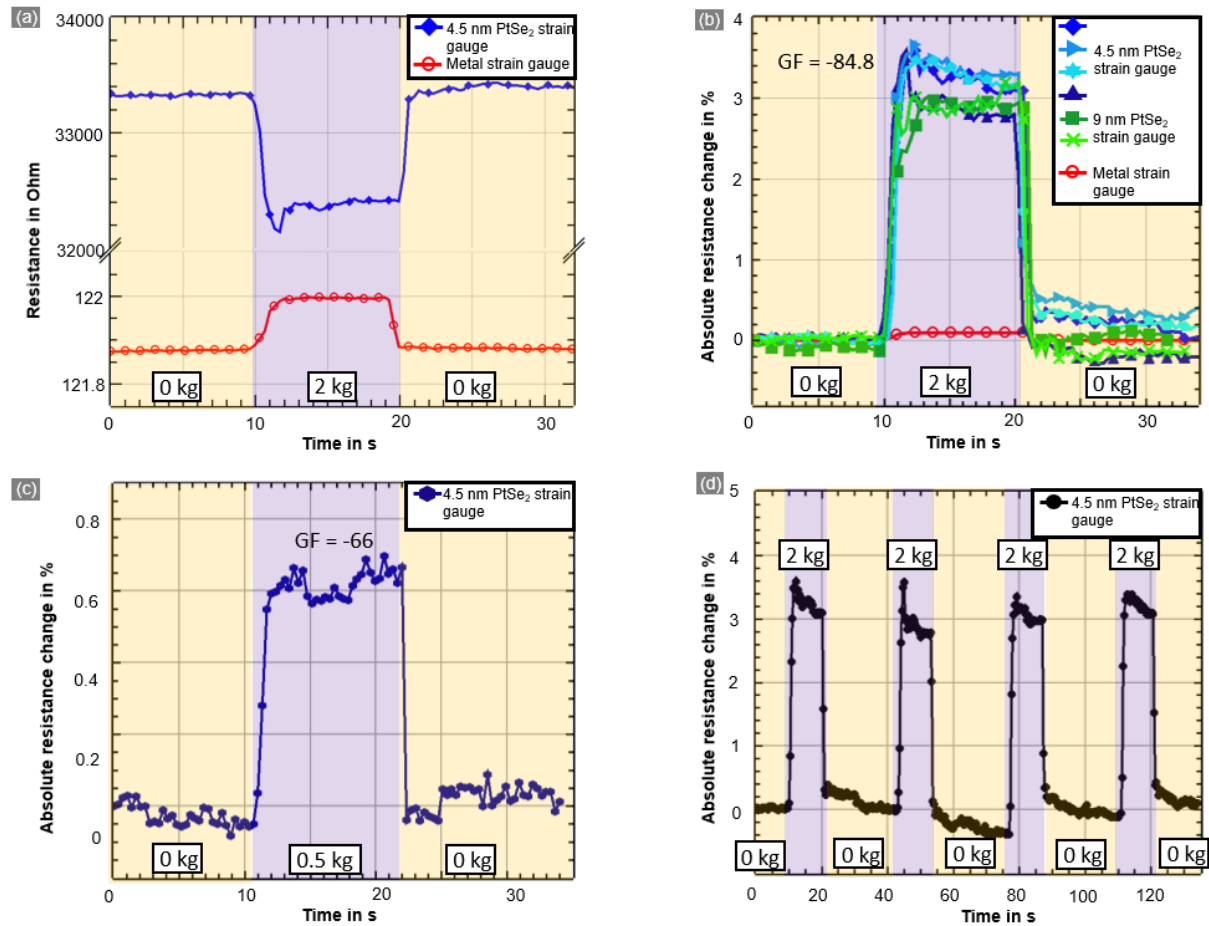 (a)
34000
33000
32000
122
121.8
Resistance in Ohm
4.5 nm PtSe₂ strain
gauge
Metal strain gauge
0 kg
2 kg
0 kg
0
10
20
30
Time in s
(b)
4
3
2
1
0
Absolute resistance change in %
GF = -84.8
4.5 nm PtSe₂
strain gauge
9 nm PtSe₂
strain gauge
Metal strain
gauge
0 kg
2 kg
0 kg
0
10
20
30
Time in s
(c)
0.8
0.6
0.4
0.2
0
Absolute resistance change in %
4.5 nm PtSe₂ strain
gauge
GF = -66
0 kg
0.5 kg
0 kg
0
10
20
30
Time in s
(d)
5
4
3
2
1
0
Absolute resistance change in %
4.5 nm PtSe₂ strain
gauge
2 kg
2 kg
2 kg
2 kg
0 kg
0 kg
0 kg
0 kg
0 kg
0
20
40
60
80
100
120
Time in s